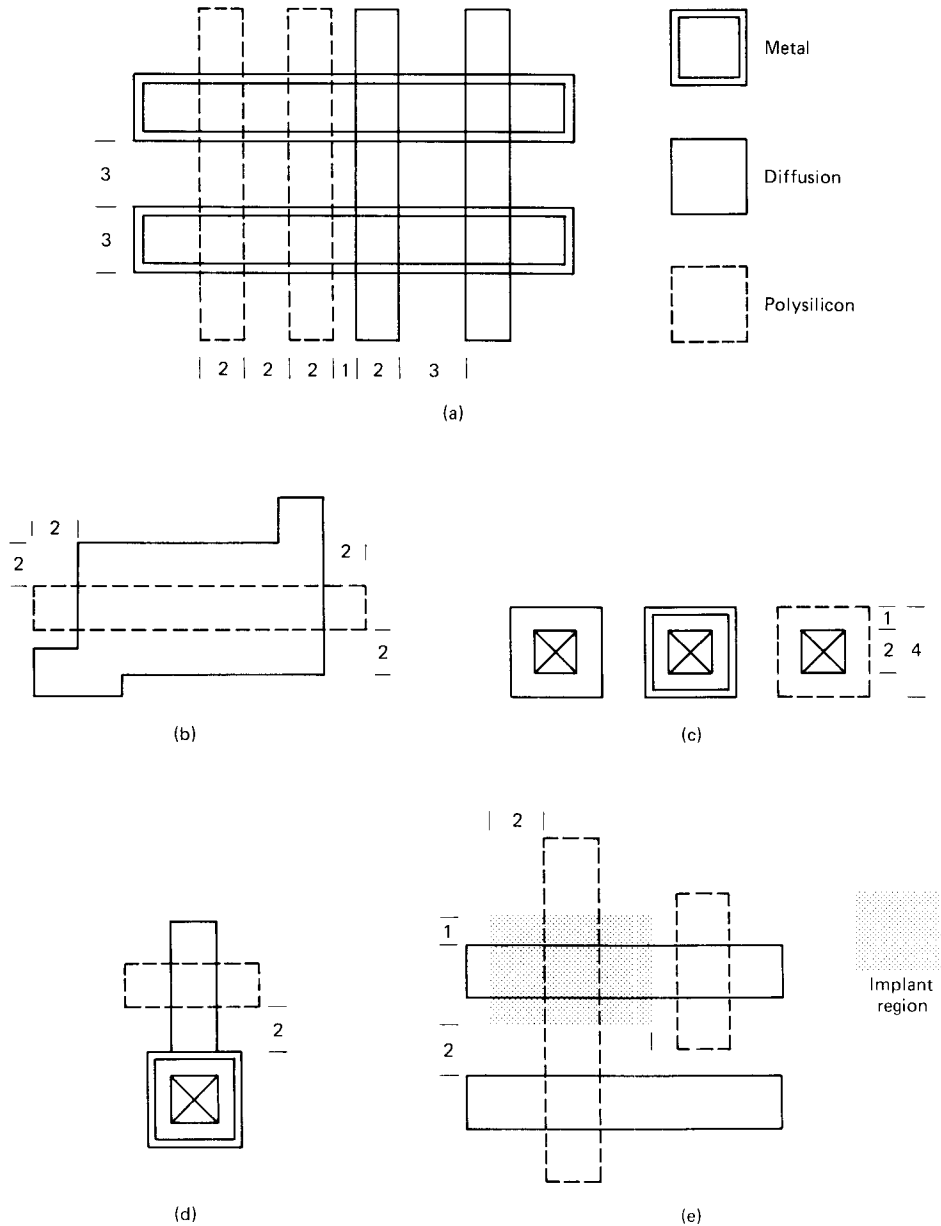 Metal
3
Diffusion
3
Polysilicon
2 2 2 1 2 3
(a)
2
2 2
2
(b)
1
2 4
(c)
2
1
2
Implant
region
2
(d)
(e)